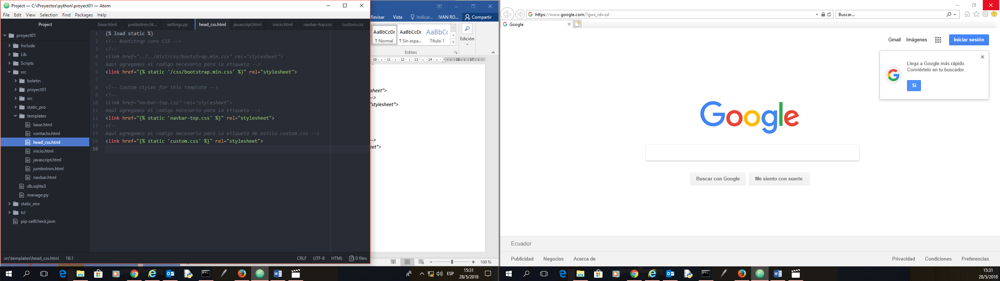 Project — C:\Proyectos\python\proyect01 — Atom
File Edit View Selection Find Packages Help
Project
proyect01
Include
Lib
Scripts
src
boletin
proyect01
src
static_pro
templates
base.html
contacto.html
head_css.html
inicio.html
javascript.html
jumbotron.html
navbar.html
db.sqlite3
manage.py
static_env
tcl
pip-selfcheck.json
base.html jumbotron.ht... settings.py head_css.html javascript.html inicio.html navbar-top.css custom.css
1 {% load static %}
2 <!-- Bootstrap core CSS -->
3 <!--
4 <link href="../../dist/css/bootstrap.min.css" rel="stylesheet">
5 Aqui agregamos el codigo necesario para la etiqueta -->
6 <link href="{% static '/css/bootstrap.min.css' %}" rel="stylesheet">
7
8 <!-- Custom styles for this template -->
9 <!--
10 <link href="navbar-top.css" rel="stylesheet">
11 Aqui agregamos el codigo necesario para la etiqueta -->
12 <link href="{% static 'navbar-top.css' %}" rel="stylesheet">
13 <!--
14 Aqui agregamos el codigo necesario para la etiqueta de estilo custom.css -->
15 <link href="{% static 'custom.css' %}" rel="stylesheet">
16
src\templates\head_css.html 16:1 CRLF UTF-8 HTML 0 files
Revisar Vista Indicar... IVAN RO... Compartir
AaBbCcDc AaBbCcDc AaBbCc
¶ Normal ¶ Sin espa... Título 1
Edición
Estilos
10 11 12 13 14 16 17
sheet">
-->
"stylesheet">
-->
eet">
100 %
ESP
15:31
28/5/2018
https://www.google.com/?gws_rd=ssl
Buscar...
Google
Gmail Imágenes Iniciar sesión
Llega a Google más rápido.
Conviértelo en tu buscador.
Sí
Google
Buscar con Google Me siento con suerte
Ecuador
Publicidad Negocios Acerca de Privacidad Condiciones Preferencias
15:31
28/5/2018